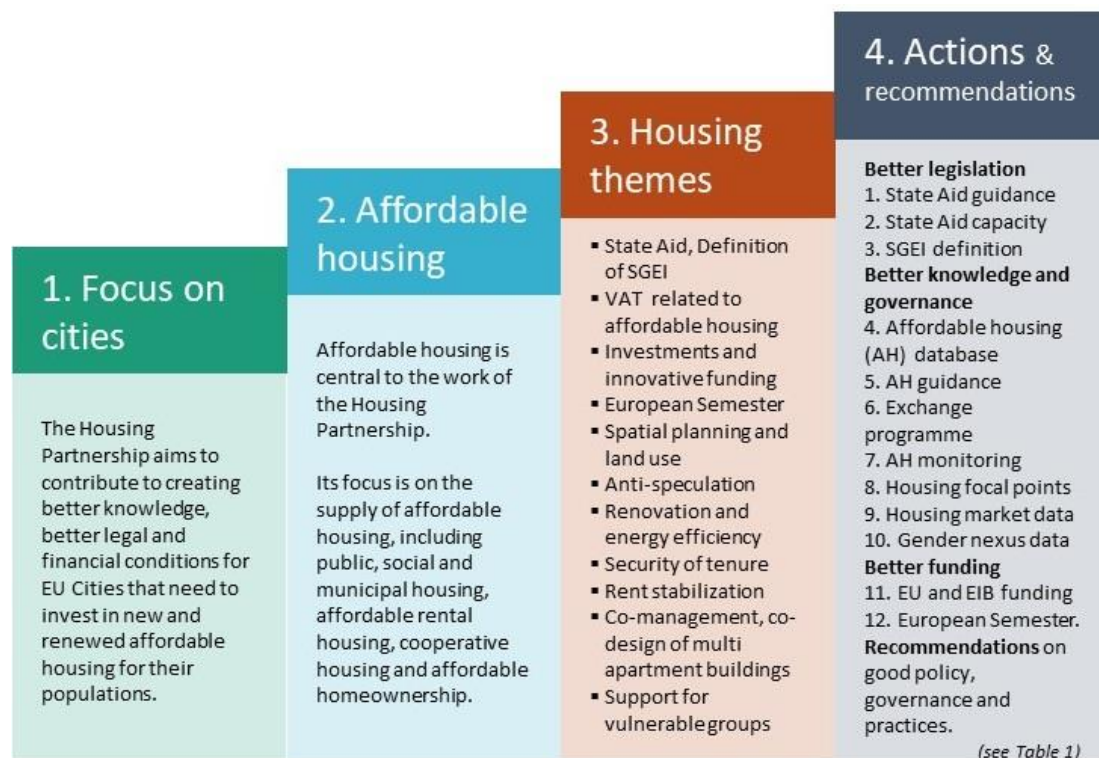 1. Focus on
cities
The Housing
Partnership aims to
contribute to creating
better knowledge,
better legal and
financial conditions for
EU Cities that need to
invest in new and
renewed affordable
housing for their
populations.
2. Affordable
housing
Affordable housing is
central to the work of
the Housing
Partnership.
Its focus is on the
supply of affordable
housing, including
public, social and
municipal housing,
affordable rental
housing, cooperative
housing and affordable
homeownership.
3. Housing
themes
▪ State Aid, Definition
of SGEI
▪ VAT related to
affordable housing
▪ Investments and
innovative funding
▪ European Semester
▪ Spatial planning and
land use
▪ Anti-speculation
▪ Renovation and
energy efficiency
▪ Security of tenure
▪ Rent stabilization
▪ Co-management, co-
design of multi
apartment buildings
▪ Support for
vulnerable groups
4. Actions &
recommendations
Better legislation
1. State Aid guidance
2. State Aid capacity
3. SGEI definition
Better knowledge and
governance
4. Affordable housing
(AH) database
5. AH guidance
6. Exchange
programme
7. AH monitoring
8. Housing focal points
9. Housing market data
10. Gender nexus data
Better funding
11. EU and EIB funding
12. European Semester.
Recommendations on
good policy,
governance and
practices.
(see Table 1)